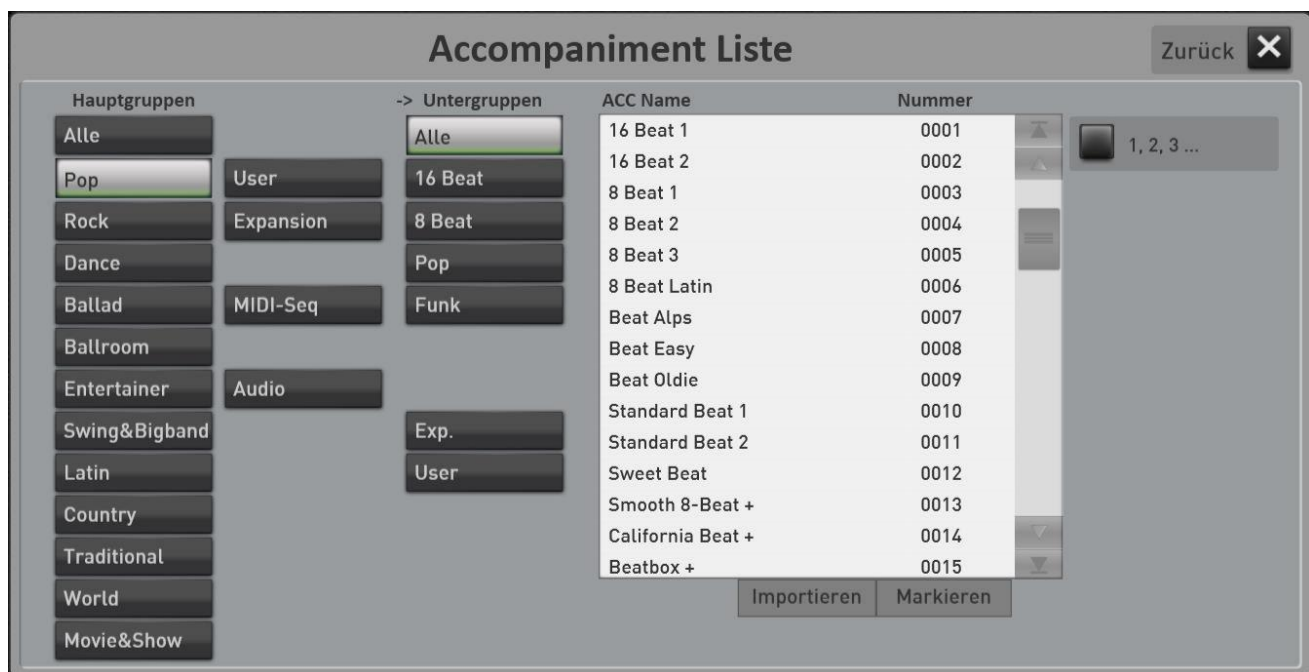 Accompaniment Liste
Zurück
Hauptgruppen
-> Untergruppen
ACC Name Nummer
Alle
Pop
Rock
Dance
Ballad
Ballroom
Entertainer
Swing&Bigband
Latin
Country
Traditional
World
Movie&Show
User
Expansion
MIDI-Seq
Audio
Alle
16 Beat
8 Beat
Pop
Funk
Exp.
User
16 Beat 1 0001
16 Beat 2 0002
8 Beat 1 0003
8 Beat 2 0004
8 Beat 3 0005
8 Beat Latin 0006
Beat Alps 0007
Beat Easy 0008
Beat Oldie 0009
Standard Beat 1 0010
Standard Beat 2 0011
Sweet Beat 0012
Smooth 8-Beat + 0013
California Beat + 0014
Beatbox + 0015
1, 2, 3 ...
Importieren
Markieren